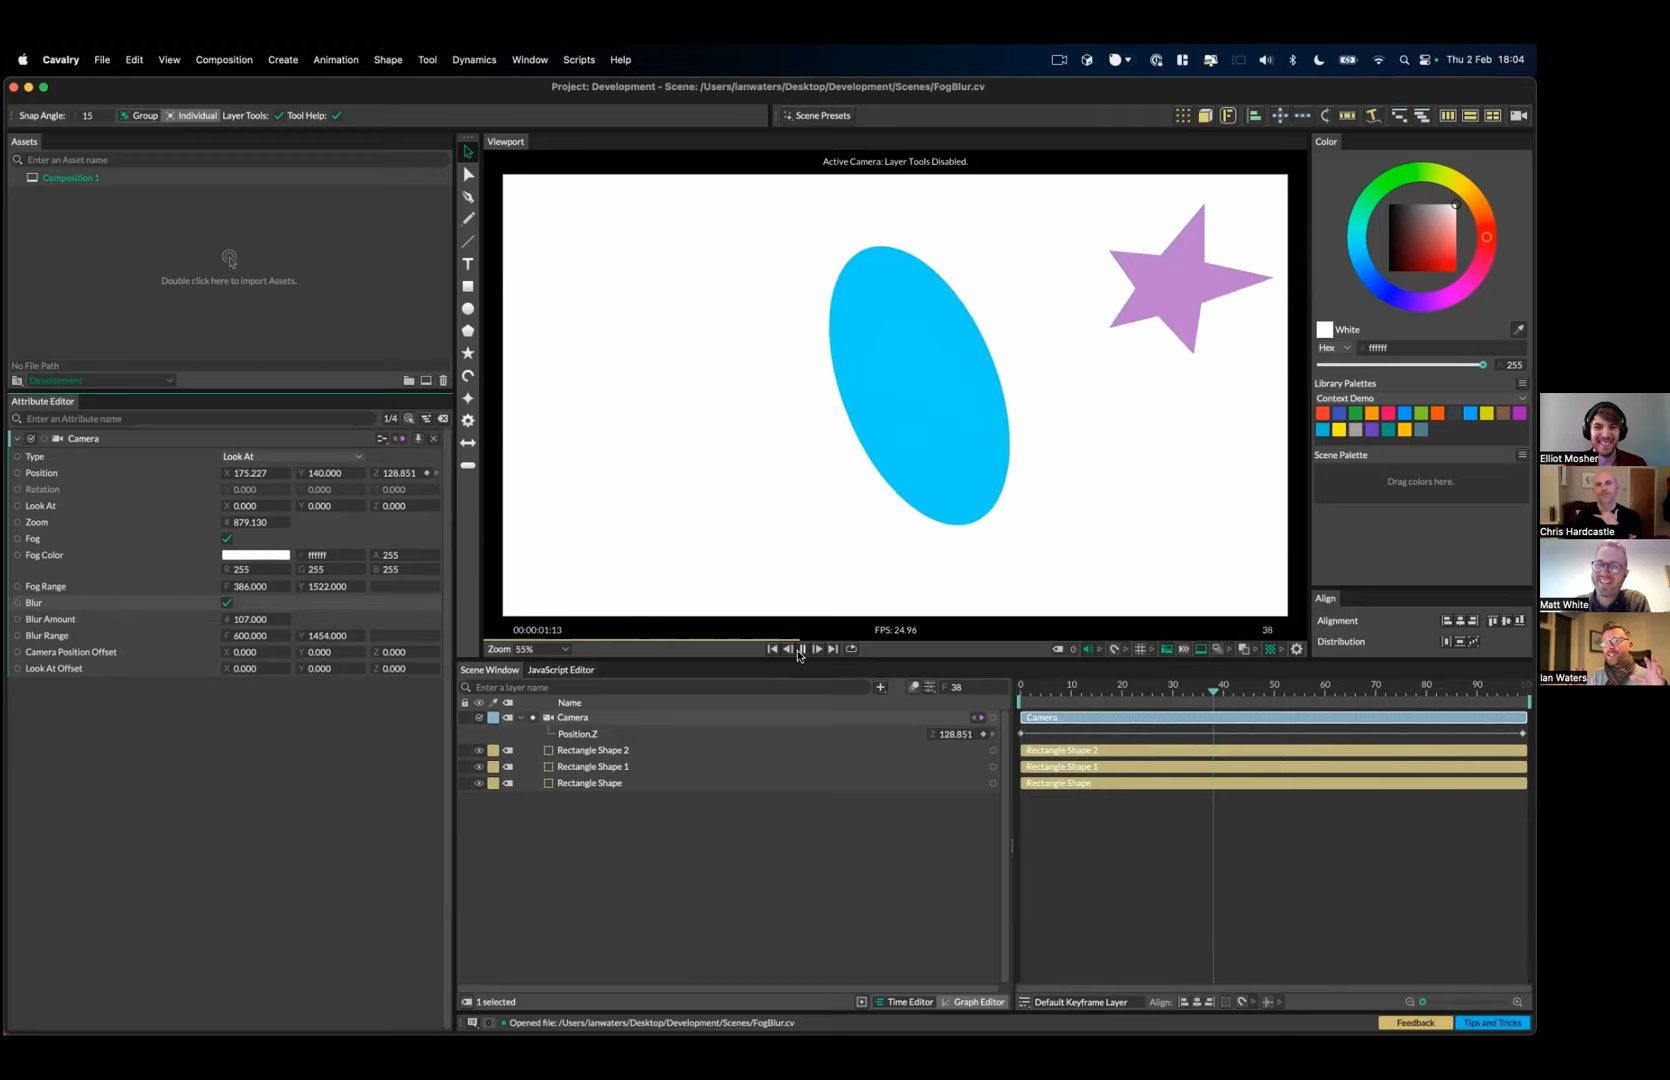 Cavalry File Edit View Composition Create Animation Shape Tool Dynamics Window Scripts Help Thu 2 Feb 18:04
Project: Development - Scene: /Users/ianwaters/Desktop/Development/Scenes/FogBlur.cv
Snap Angle: 15 Group Individual Layer Tools: Tool Help: Scene Presets
Assets
Enter an Asset name
Composition 1
Double click here to import Assets.
No File Path
Development
Attribute Editor
Enter an Attribute name 1/4
Camera
Type Look At
Position X 175.227 Y 140.000 Z 128.851
Rotation X 0.000 Y 0.000 Z 0.000
Look At X 0.000 Y 0.000 Z 0.000
Zoom # 879.130
Fog
Fog Color # ffffff A 255
R 255 G 255 B 255
Fog Range F 386.000 Y 1522.000
Blur
Blur Amount # 107.000
Blur Range F 600.000 Y 1454.000
Camera Position Offset X 0.000 Y 0.000 Z 0.000
Look At Offset X 0.000 Y 0.000 Z 0.000
Viewport
Active Camera: Layer Tools Disabled.
00:00:01:13 FPS: 24.96 38
Zoom 55% 0
Scene Window JavaScript Editor
Enter a layer name F 38
Name
Camera
Position.Z Z 128.851
Rectangle Shape 2
Rectangle Shape 1
Rectangle Shape
0 10 20 30 40 50 60 70 80 90
Camera
Rectangle Shape 2
Rectangle Shape 1
Rectangle Shape
1 selected Time Editor Graph Editor Default Keyframe Layer Align:
Opened file: /Users/ianwaters/Desktop/Development/Scenes/FogBlur.cv Feedback Tips and Tricks
Color
White
Hex # ffffff
255
Library Palettes
Context Demo
Scene Palette
Drag colors here.
Align
Alignment
Distribution
Elliot Mosher
Chris Hardcastle
Matt White
Ian Waters